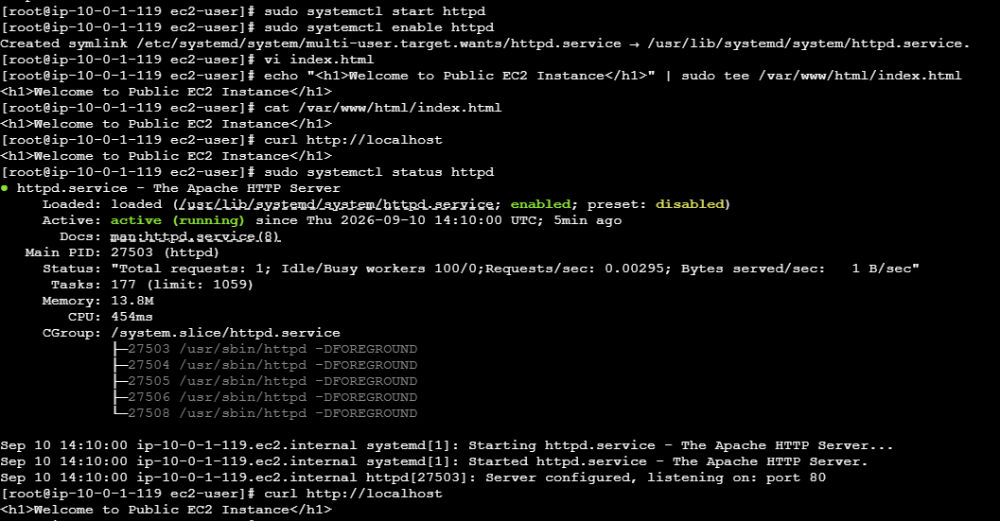 [root@ip-10-0-1-119 ec2-user]# sudo systemctl start httpd
[root@ip-10-0-1-119 ec2-user]# sudo systemctl enable httpd
Created symlink /etc/systemd/system/multi-user.target.wants/httpd.service → /usr/lib/systemd/system/httpd.service.
[root@ip-10-0-1-119 ec2-user]# vi index.html
[root@ip-10-0-1-119 ec2-user]# echo "<h1>Welcome to Public EC2 Instance</h1>" | sudo tee /var/www/html/index.html
<h1>Welcome to Public EC2 Instance</h1>
[root@ip-10-0-1-119 ec2-user]# cat /var/www/html/index.html
<h1>Welcome to Public EC2 Instance</h1>
[root@ip-10-0-1-119 ec2-user]# curl http://localhost
<h1>Welcome to Public EC2 Instance</h1>
[root@ip-10-0-1-119 ec2-user]# sudo systemctl status httpd
● httpd.service - The Apache HTTP Server
     Loaded: loaded (/usr/lib/systemd/system/httpd.service; enabled; preset: disabled)
     Active: active (running) since Thu 2026-09-10 14:10:00 UTC; 5min ago
       Docs: man:httpd.service(8)
   Main PID: 27503 (httpd)
     Status: "Total requests: 1; Idle/Busy workers 100/0;Requests/sec: 0.00295; Bytes served/sec:   1 B/sec"
      Tasks: 177 (limit: 1059)
     Memory: 13.8M
        CPU: 454ms
     CGroup: /system.slice/httpd.service
             ├─27503 /usr/sbin/httpd -DFOREGROUND
             ├─27504 /usr/sbin/httpd -DFOREGROUND
             ├─27505 /usr/sbin/httpd -DFOREGROUND
             ├─27506 /usr/sbin/httpd -DFOREGROUND
             └─27508 /usr/sbin/httpd -DFOREGROUND
Sep 10 14:10:00 ip-10-0-1-119.ec2.internal systemd[1]: Starting httpd.service - The Apache HTTP Server...
Sep 10 14:10:00 ip-10-0-1-119.ec2.internal systemd[1]: Started httpd.service - The Apache HTTP Server.
Sep 10 14:10:00 ip-10-0-1-119.ec2.internal httpd[27503]: Server configured, listening on: port 80
[root@ip-10-0-1-119 ec2-user]# curl http://localhost
<h1>Welcome to Public EC2 Instance</h1>